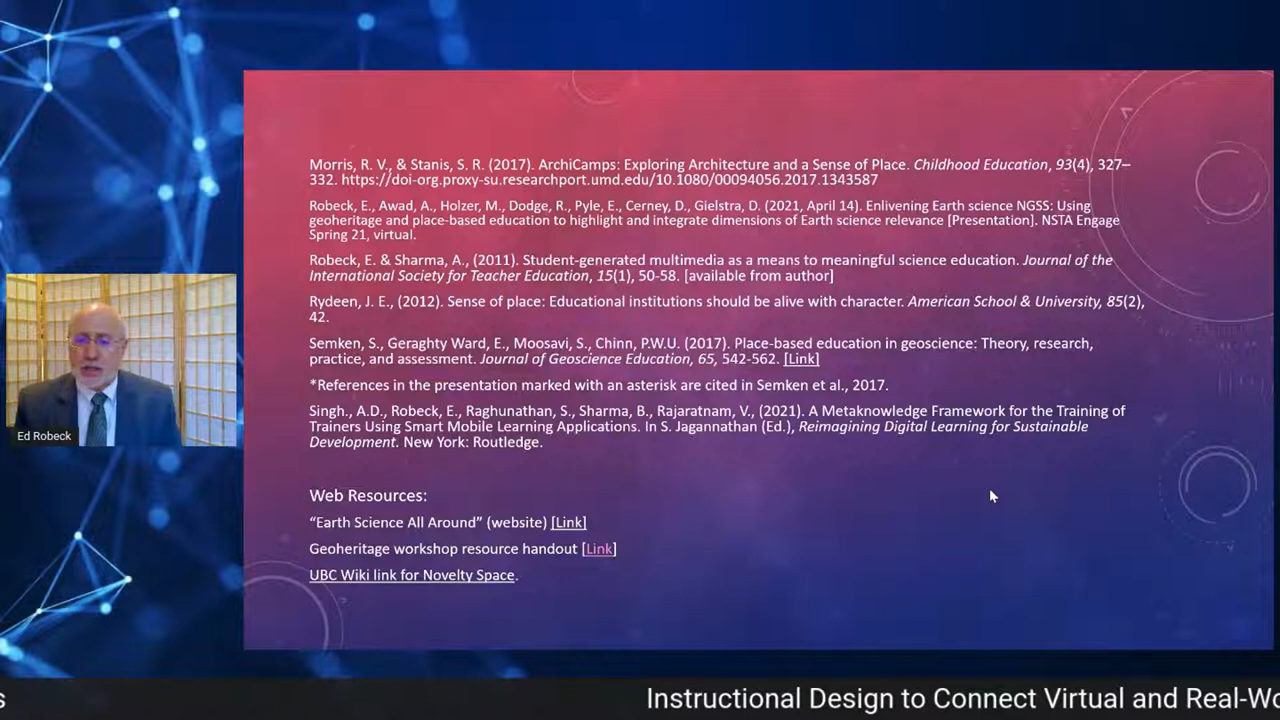 Morris, R. V., & Stanis, S. R. (2017). ArchiCamps: Exploring Architecture and a Sense of Place. Childhood Education, 93(4), 327–
332. https://doi-org.proxy-su.researchport.umd.edu/10.1080/00094056.2017.1343587
Robeck, E., Awad, A., Holzer, M., Dodge, R., Pyle, E., Cerney, D., Gielstra, D. (2021, April 14). Enlivening Earth science NGSS: Using
geoheritage and place-based education to highlight and integrate dimensions of Earth science relevance [Presentation]. NSTA Engage
Spring 21, virtual.
Robeck, E. & Sharma, A., (2011). Student-generated multimedia as a means to meaningful science education. Journal of the
International Society for Teacher Education, 15(1), 50-58. [available from author]
Rydeen, J. E., (2012). Sense of place: Educational institutions should be alive with character. American School & University, 85(2),
42.
Semken, S., Geraghty Ward, E., Moosavi, S., Chinn, P.W.U. (2017). Place-based education in geoscience: Theory, research,
practice, and assessment. Journal of Geoscience Education, 65, 542-562. [Link]
*References in the presentation marked with an asterisk are cited in Semken et al., 2017.
Singh., A.D., Robeck, E., Raghunathan, S., Sharma, B., Rajaratnam, V., (2021). A Metaknowledge Framework for the Training of
Trainers Using Smart Mobile Learning Applications. In S. Jagannathan (Ed.), Reimagining Digital Learning for Sustainable
Development. New York: Routledge.
Ed Robeck
Web Resources:
“Earth Science All Around” (website) [Link]
Geoheritage workshop resource handout [Link]
UBC Wiki link for Novelty Space.
s Instructional Design to Connect Virtual and Real-Wo